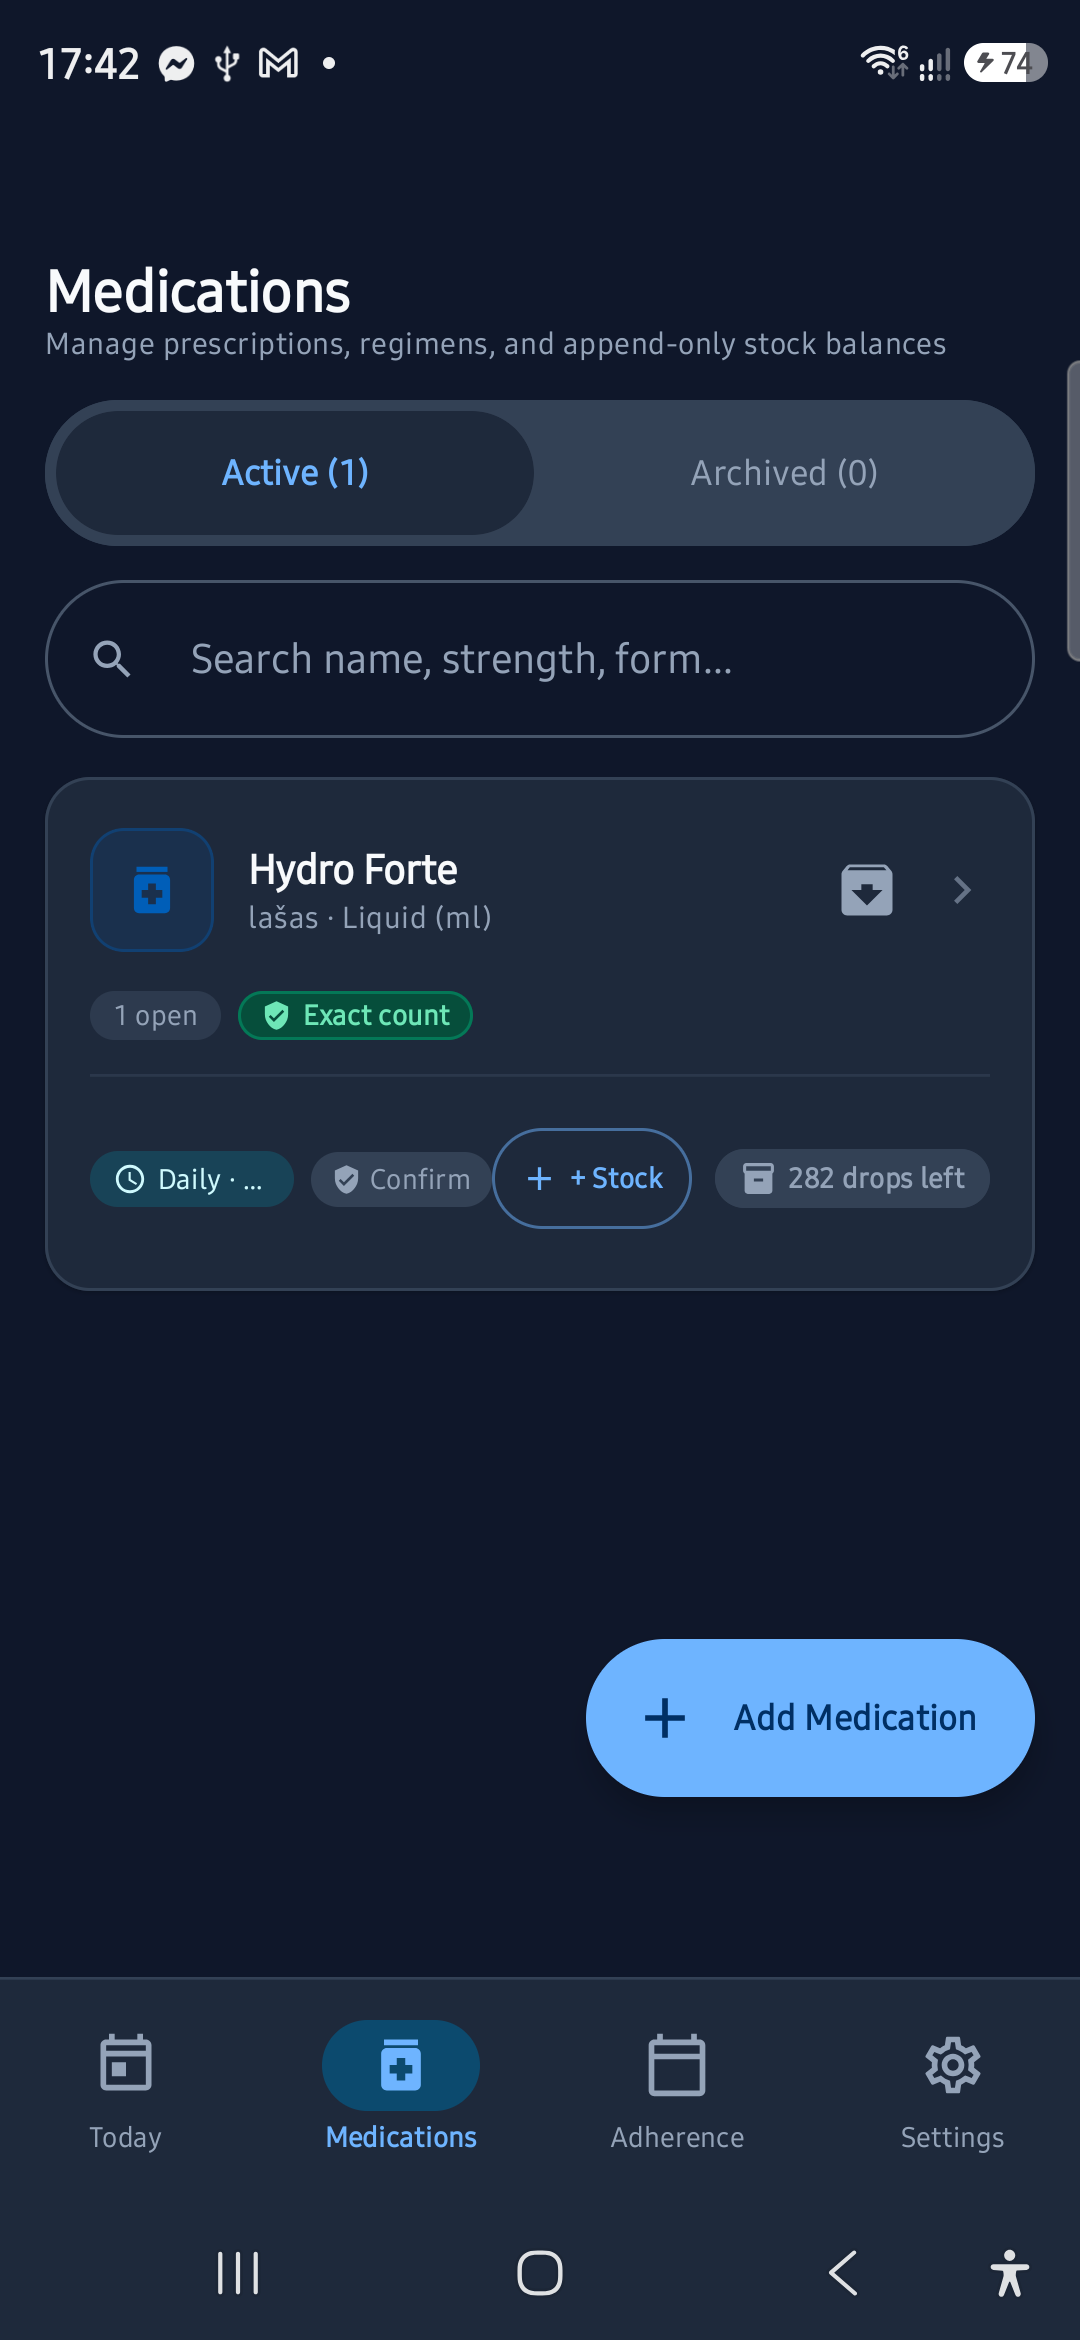 17:42
6
74
Medications
Manage prescriptions, regimens, and append-only stock balances
Active (1)
Archived (0)
Search name, strength, form...
Hydro Forte
lašas · Liquid (ml)
1 open
Exact count
Daily · ...
Confirm
+ Stock
282 drops left
Add Medication
Today
Medications
Adherence
Settings